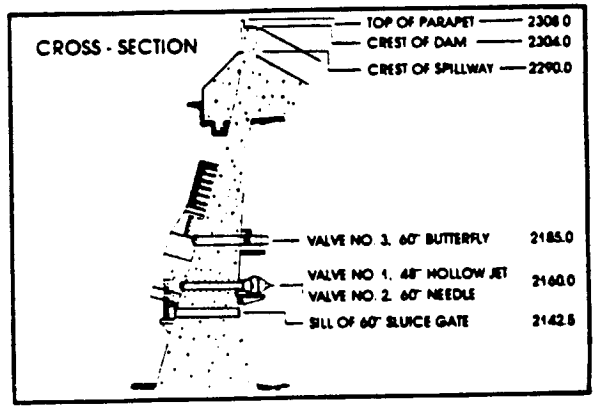 CROSS - SECTION
TOP OF PARAPET 2308.0
CREST OF DAM 2304.0
CREST OF SPILLWAY 2290.0
VALVE NO. 3, 60" BUTTERFLY 2185.0
VALVE NO. 1, 48" HOLLOW JET
VALVE NO. 2, 60" NEEDLE 2160.0
SILL OF 60" SLUICE GATE 2142.5